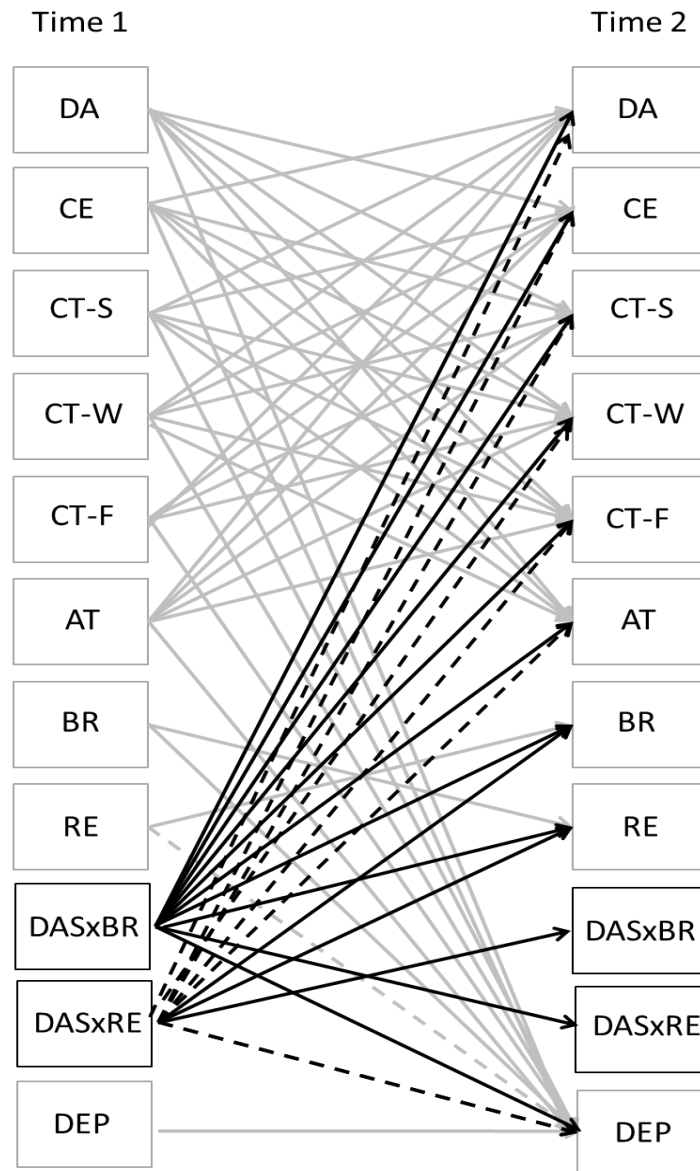 Time 1
Time 2
DA
DA
CE
CE
CT-S
CT-S
CT-W
CT-W
CT-F
CT-F
AT
AT
BR
BR
RE
RE
DASxBR
DASxBR
DASxRE
DASxRE
DEP
DEP